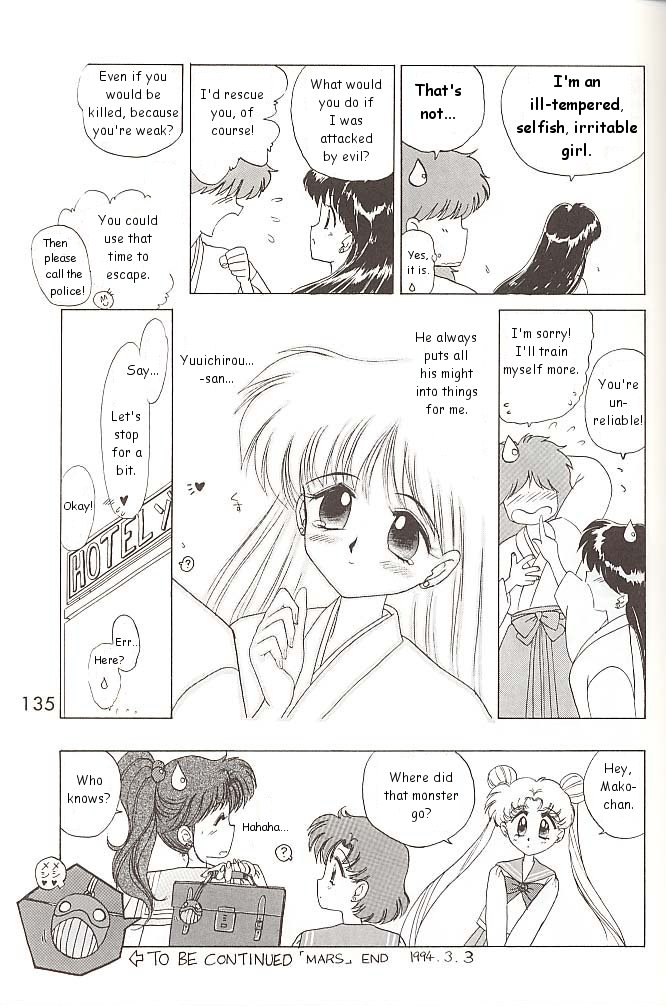 I'm an
ill-tempered,
selfish, irritable
girl.
That's
not...
Yes,
it is.
What would
you do if
I was
attacked
by evil?
I'd rescue
you, of
course!
Even if you
would be
killed, because
you're weak?
You could
use that
time to
escape.
Then
please
call the
police!
You're
un-
reliable!
I'm sorry!
I'll train
myself more.
He always
puts all
his might
into things
for me.
Yuuichirou...
-san...
?
Say...
Let's
stop
for a
bit.
Okay!
HOTEL Y
Err...
Here?
135
Hey,
Mako-
chan.
Where did
that monster
go?
?
Hahaha...
Who
knows?
⇦ TO BE CONTINUED 「MARS」 END 1994.3.3